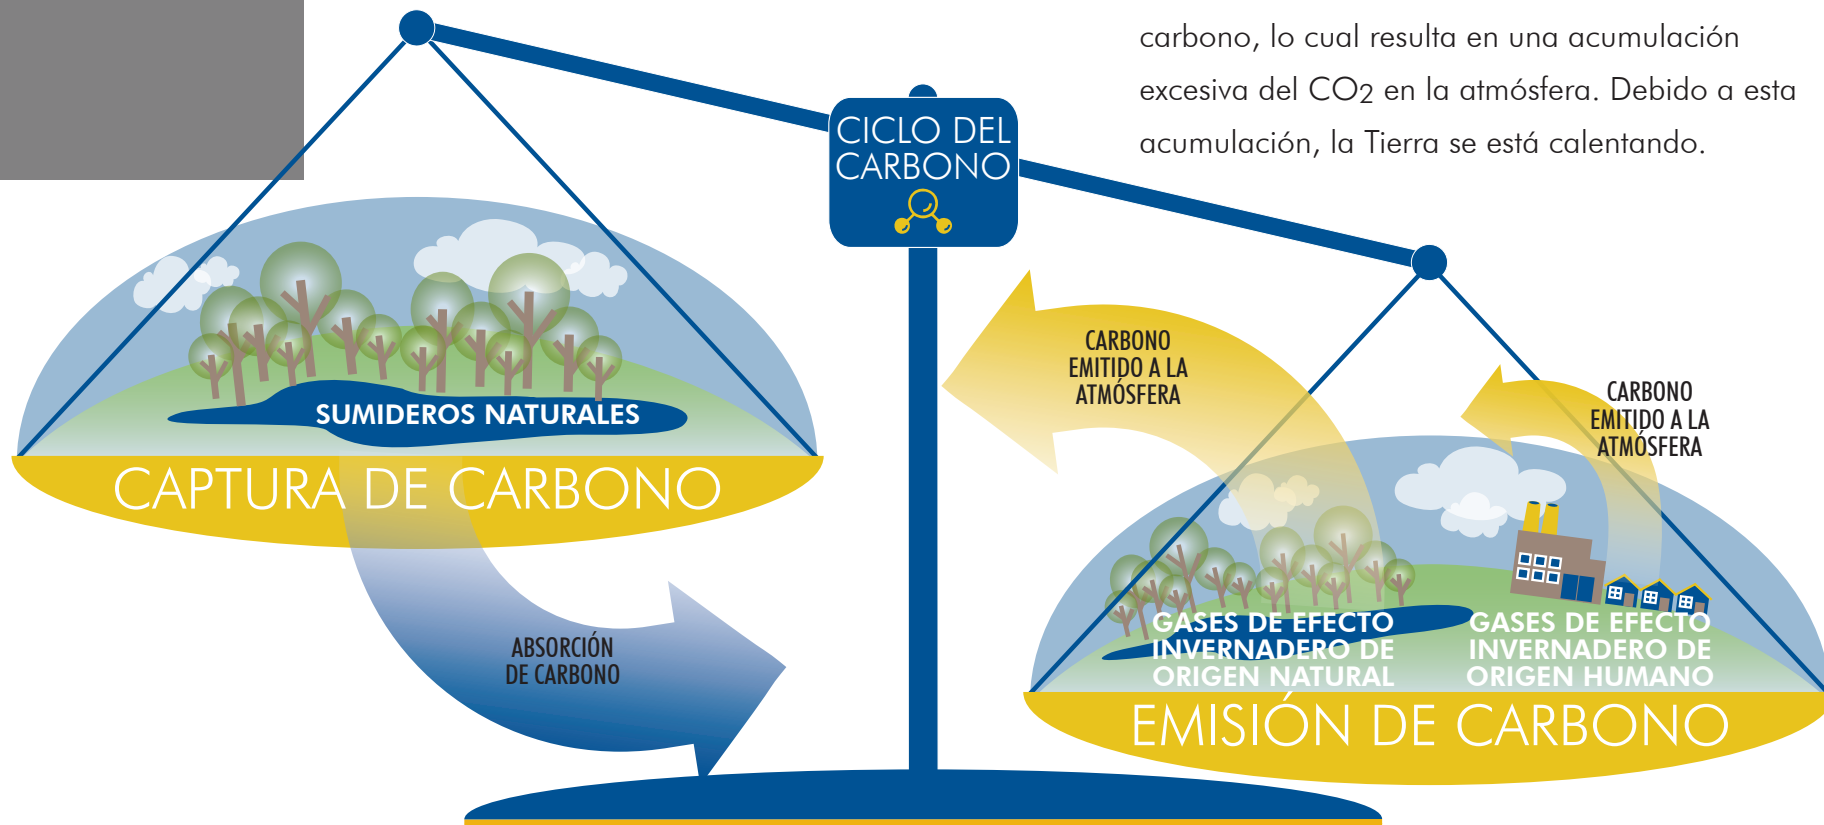 carbono, lo cual resulta en una acumulación
excesiva del CO2 en la atmósfera. Debido a esta
acumulación, la Tierra se está calentando.
CICLO DEL
CARBONO
SUMIDEROS NATURALES
CAPTURA DE CARBONO
ABSORCIÓN
DE CARBONO
CARBONO
EMITIDO A LA
ATMÓSFERA
CARBONO
EMITIDO A LA
ATMÓSFERA
GASES DE EFECTO
INVERNADERO DE
ORIGEN NATURAL
GASES DE EFECTO
INVERNADERO DE
ORIGEN HUMANO
EMISIÓN DE CARBONO